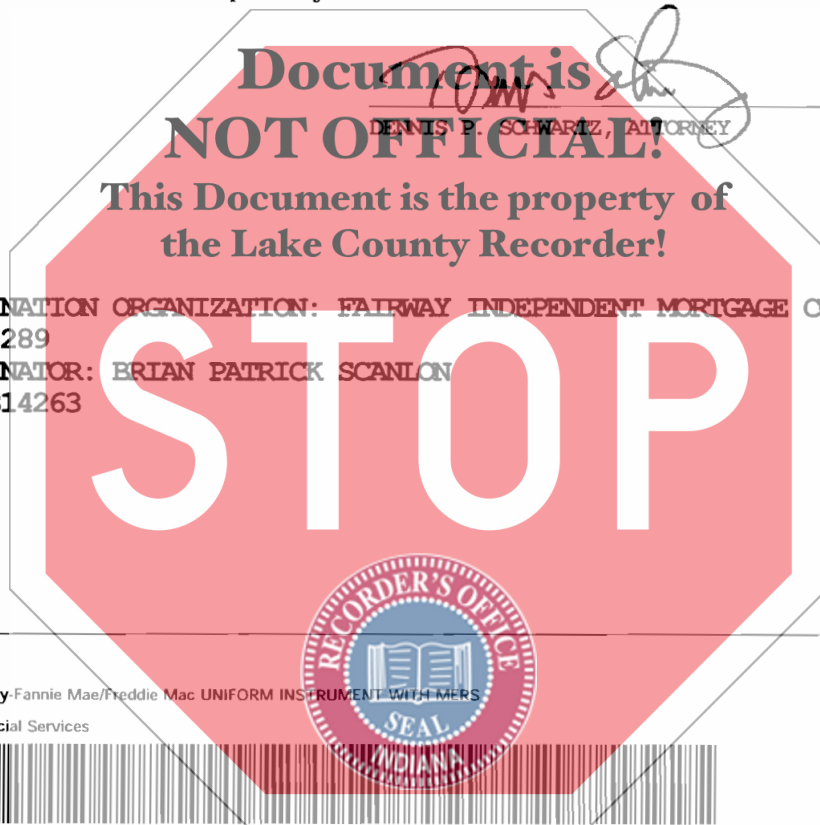 Document is
NOT OFFICIAL!
DENNIS P. SCHWARTZ, ATTORNEY
This Document is the property of
the Lake County Recorder!
NATION ORGANIZATION: FAIRWAY INDEPENDENT MORTGAGE C
289
NATOR: BRIAN PATRICK SCANLON
14263
STOP
RECORDER'S OFFICE
SEAL
INDIANA
y-Fannie Mae/Freddie Mac UNIFORM INSTRUMENT WITH MERS
cial Services